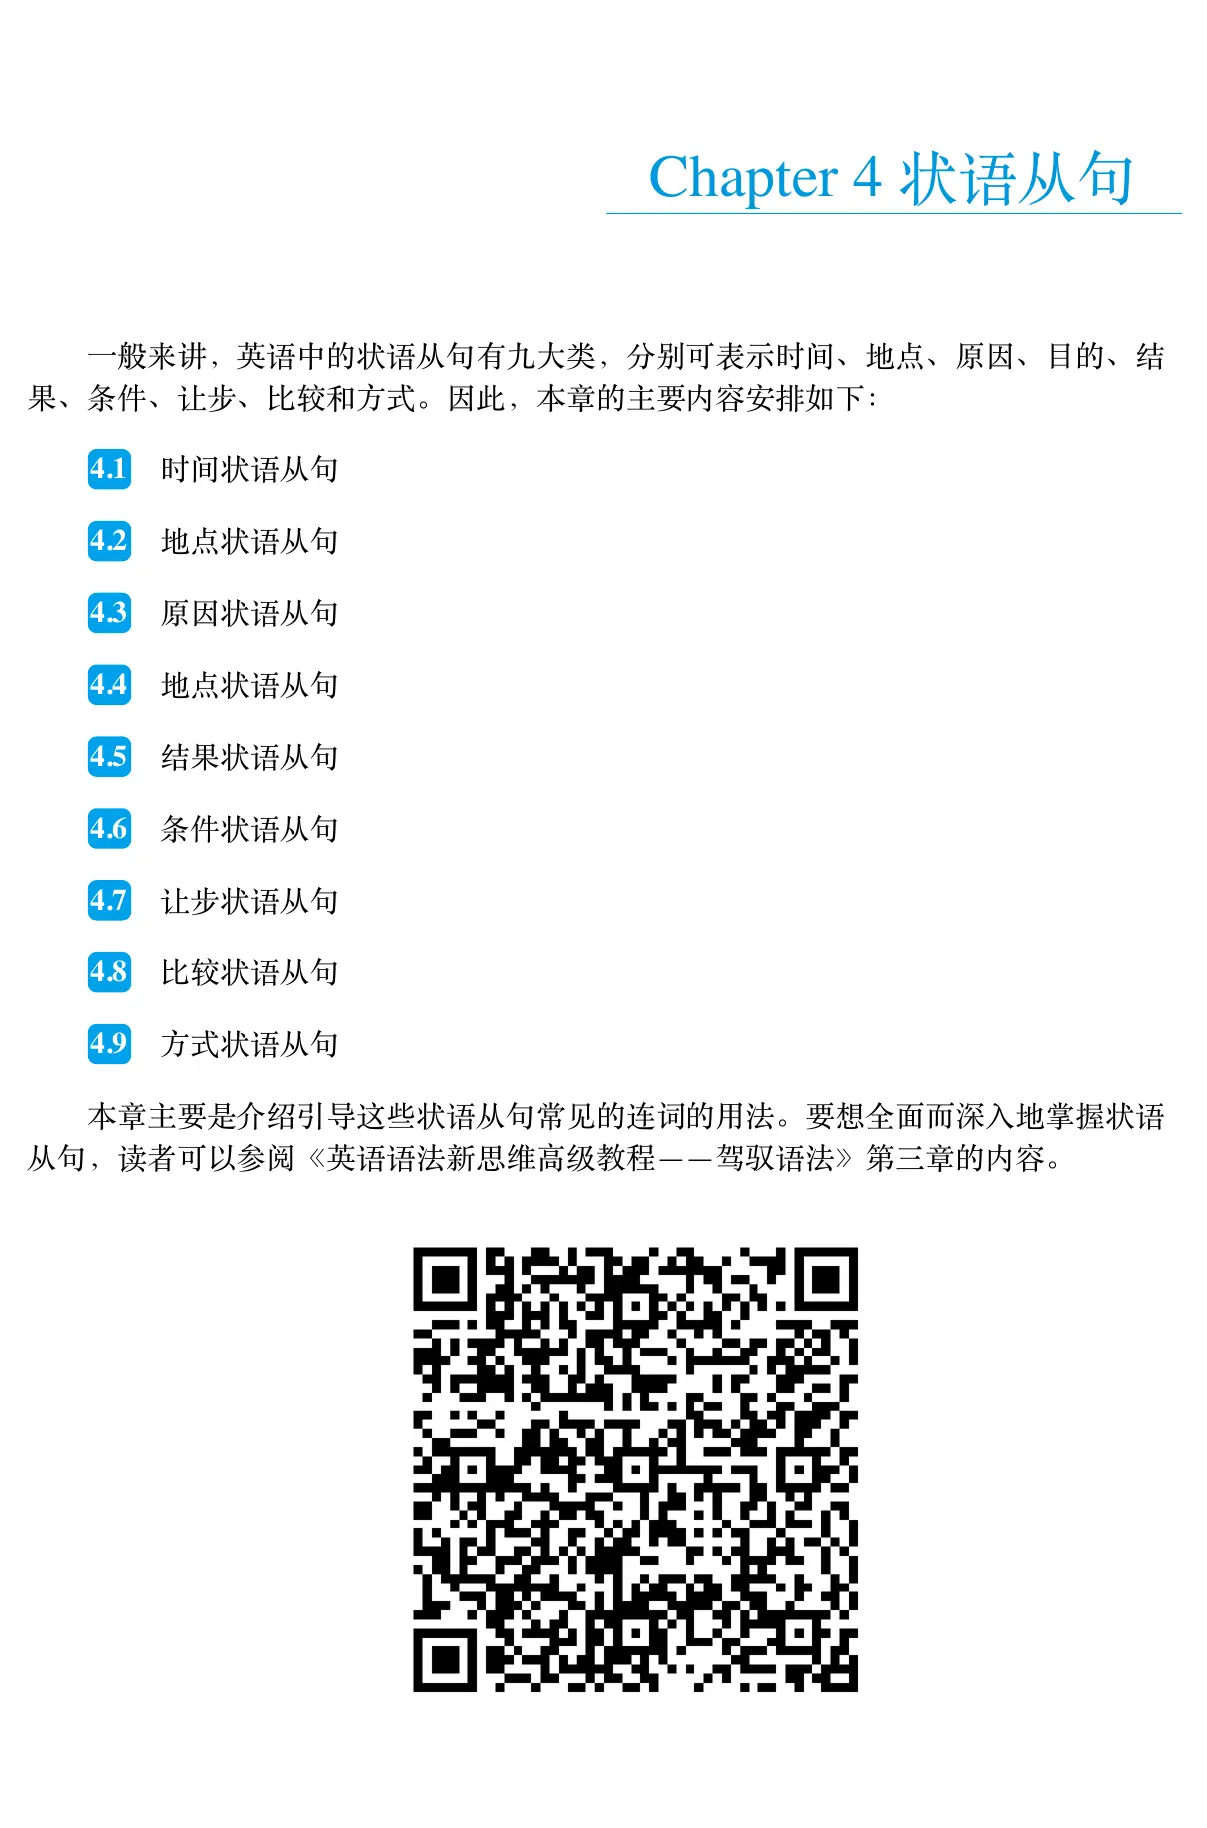 Chapter 4 状语从句
一般来讲，英语中的状语从句有九大类，分别可表示时间、地点、原因、目的、结
果、条件、让步、比较和方式。因此，本章的主要内容安排如下：
4.1 时间状语从句
4.2 地点状语从句
4.3 原因状语从句
4.4 地点状语从句
4.5 结果状语从句
4.6 条件状语从句
4.7 让步状语从句
4.8 比较状语从句
4.9 方式状语从句
本章主要是介绍引导这些状语从句常见的连词的用法。要想全面而深入地掌握状语
从句，读者可以参阅《英语语法新思维高级教程——驾驭语法》第三章的内容。